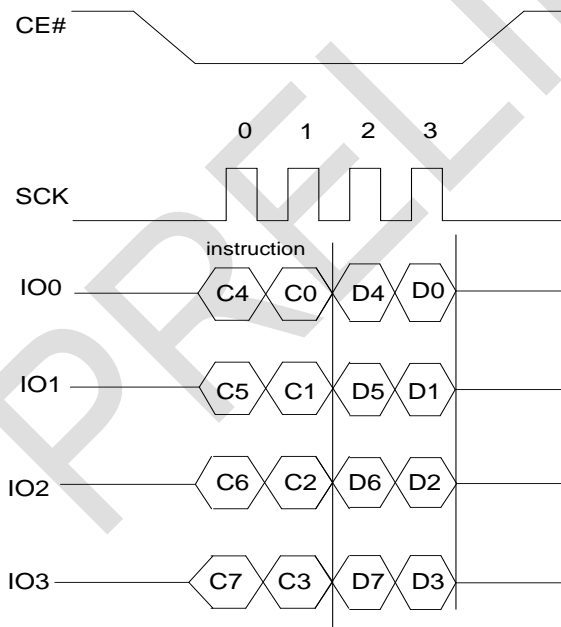 CE#
0 1 2 3
SCK
instruction
IO0 C4 C0 D4 D0
IO1 C5 C1 D5 D1
IO2 C6 C2 D6 D2
IO3 C7 C3 D7 D3
PRELI